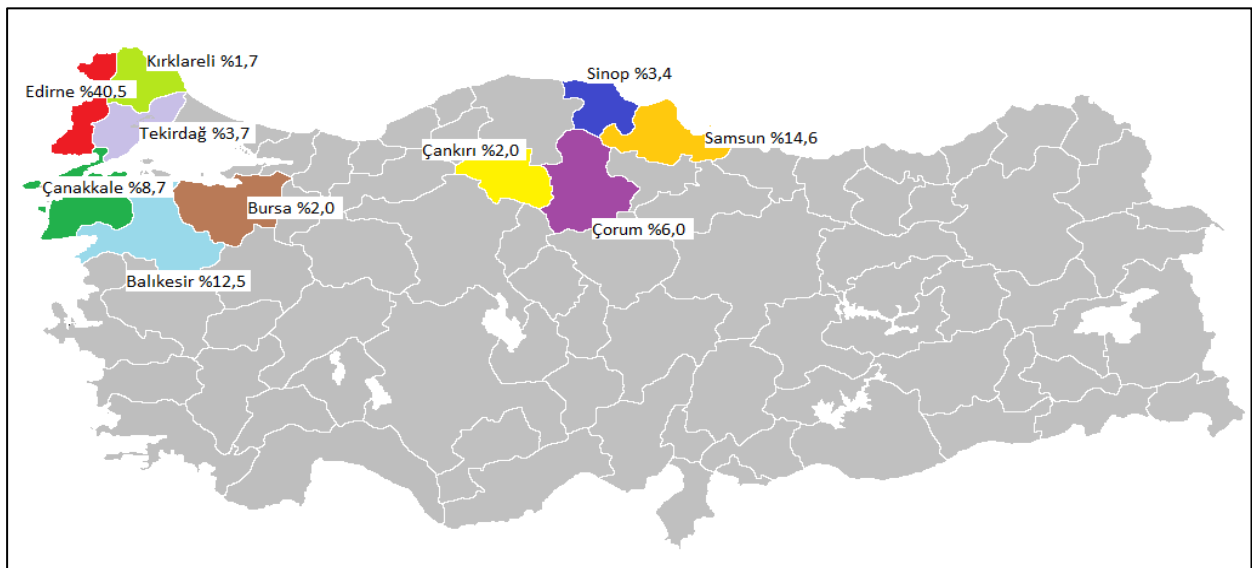 Kırklareli %1,7
Sinop %3,4
Edirne %40,5
Tekirdağ %3,7
Samsun %14,6
Çankırı %2,0
Çanakkale %8,7
Bursa %2,0
Çorum %6,0
Balıkesir %12,5